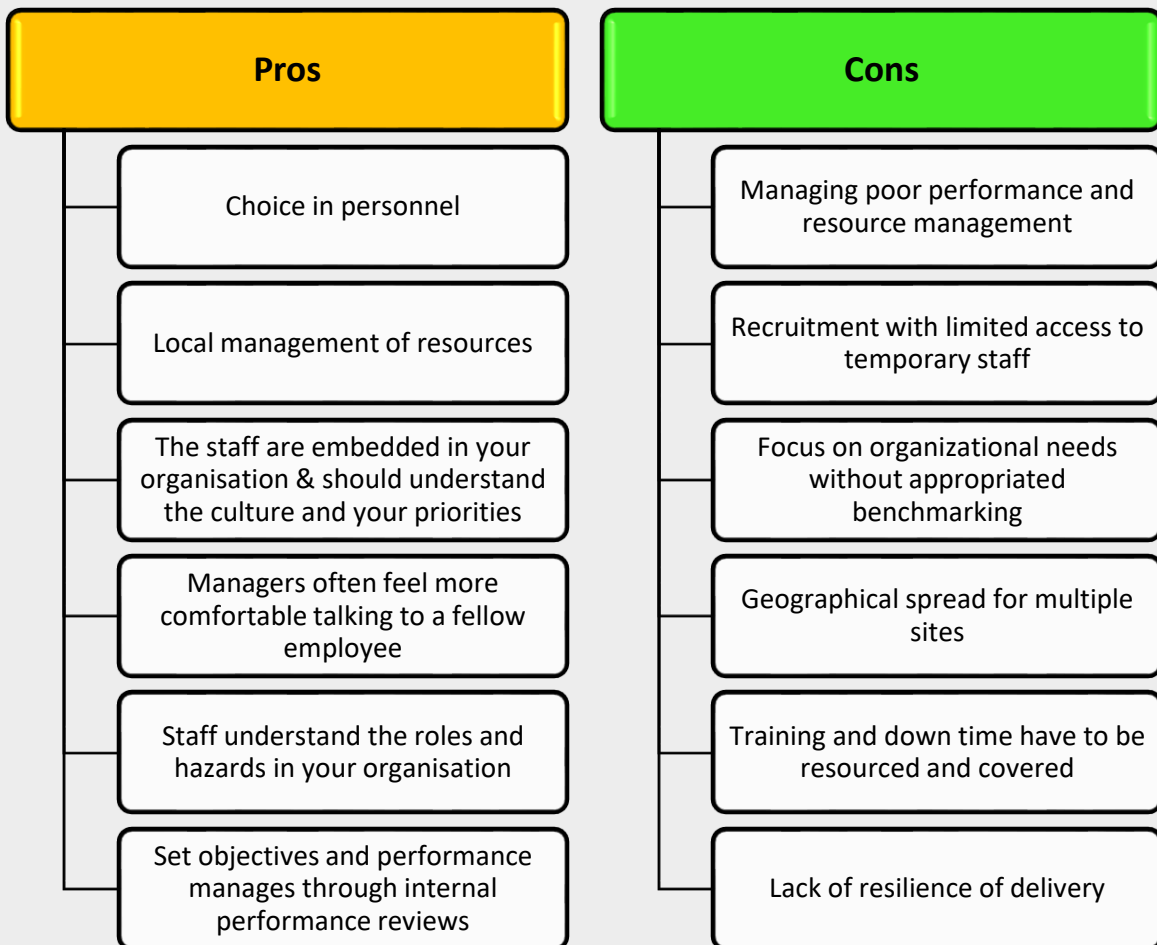 Pros
Choice in personnel
Local management of resources
The staff are embedded in your
organisation & should understand
the culture and your priorities
Managers often feel more
comfortable talking to a fellow
employee
Staff understand the roles and
hazards in your organisation
Set objectives and performance
manages through internal
performance reviews
Cons
Managing poor performance and
resource management
Recruitment with limited access to
temporary staff
Focus on organizational needs
without appropriated
benchmarking
Geographical spread for multiple
sites
Training and down time have to be
resourced and covered
Lack of resilience of delivery